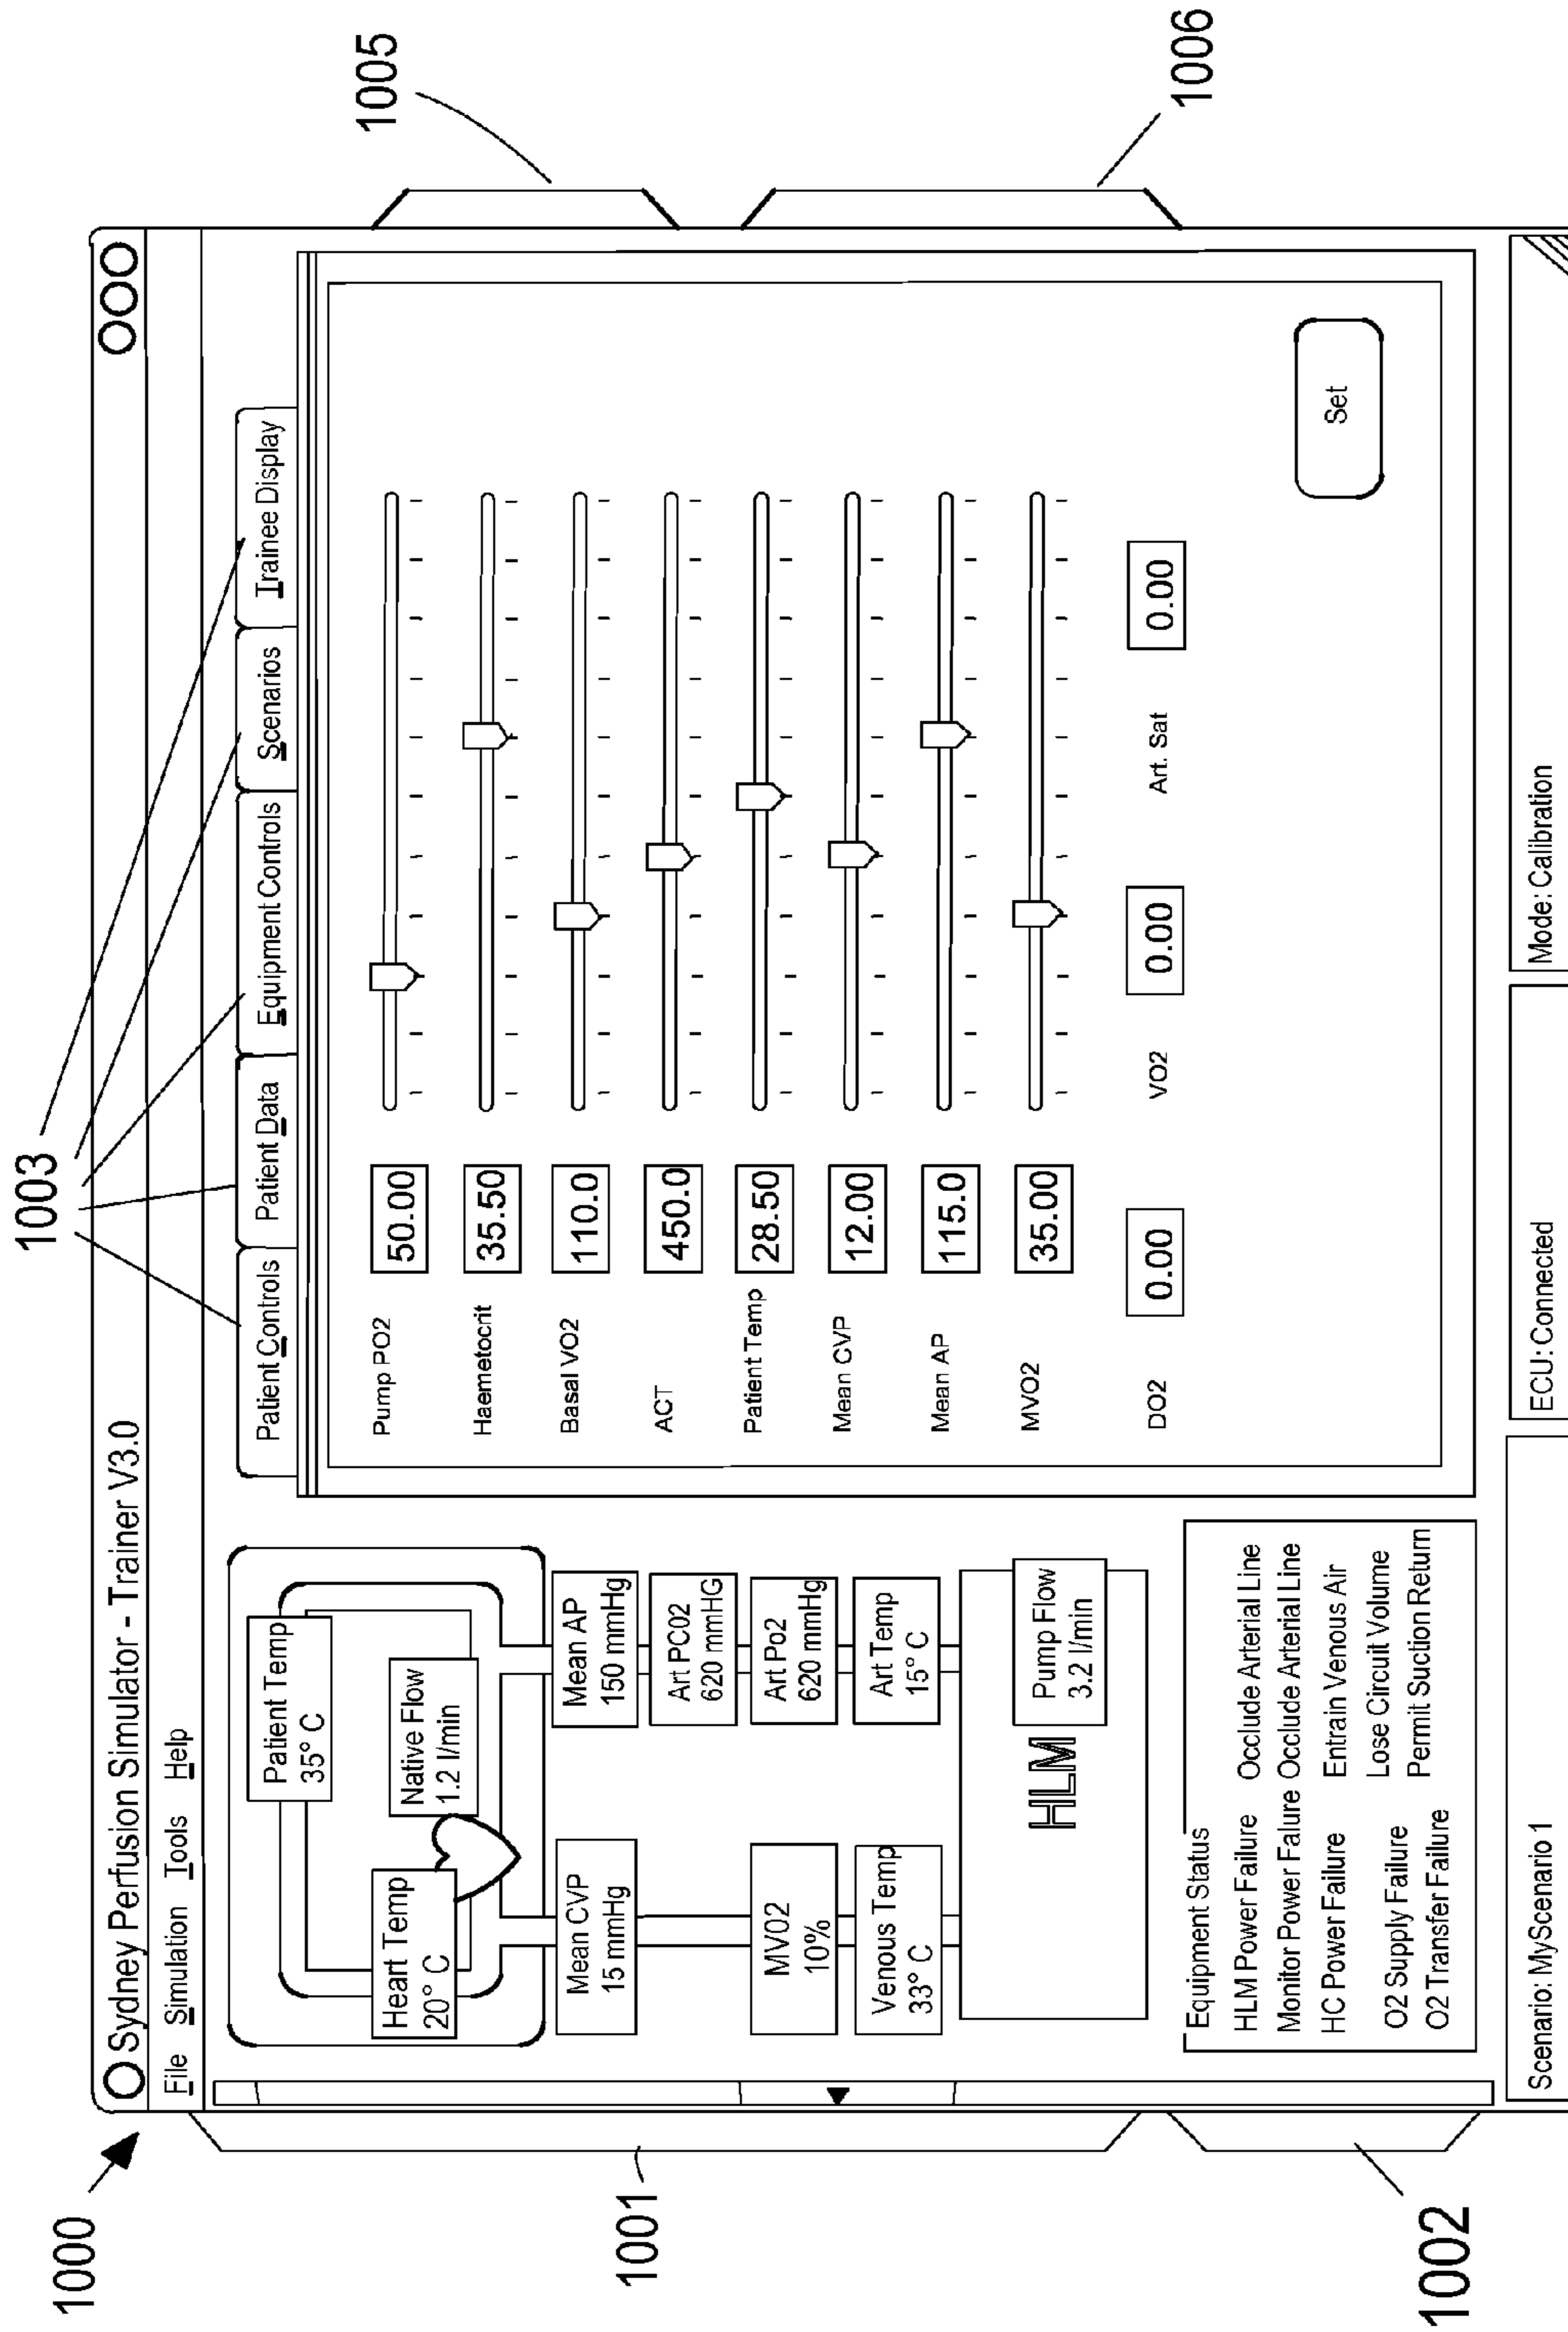 1000
1003
Sydney Perfusion Simulator - Trainer V3.0
File Simulation Tools Help
Patient Controls Patient Data Equipment Controls Scenarios Trainee Display
1001
Patient Temp
35° C
Heart Temp
20° C
Native Flow
1.2 l/min
Mean CVP
15 mmHg
Mean AP
150 mmHg
Art PC02
620 mmHG
MV02
10%
Art Po2
620 mmHg
Venous Temp
33° C
Art Temp
15° C
HLM
Pump Flow
3.2 l/min
1005
Pump PO2 50.00
Haemetocrit 35.50
Basal VO2 110.0
ACT 450.0
1006
Patient Temp 28.50
Mean CVP 12.00
Mean AP 115.0
MVO2 35.00
DO2 0.00 VO2 0.00 Art. Sat 0.00
Set
1002
Equipment Status
HLM Power Failure Occlude Arterial Line
Monitor Power Falure Occlude Arterial Line
HC Power Failure Entrain Venous Air
Lose Circuit Volume
O2 Supply Failure
Permit Suction Return
O2 Transfer Failure
Scenario: MyScenario 1 ECU: Connected Mode: Calibration